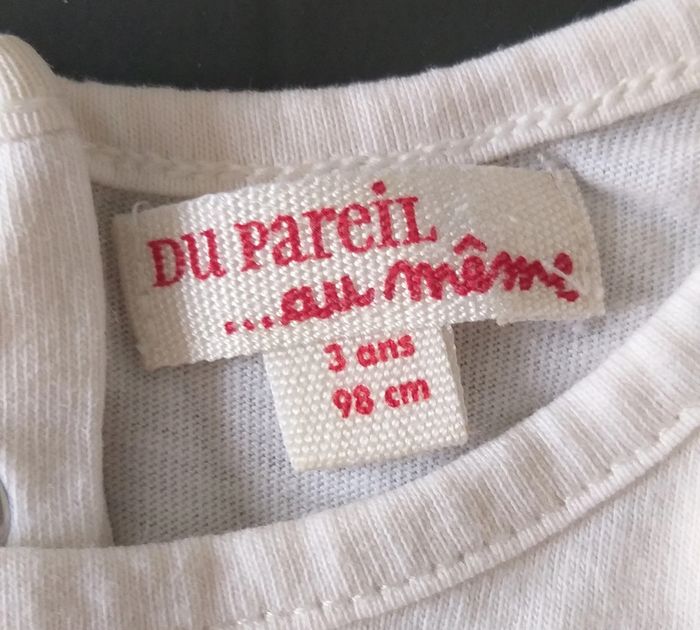 DU PAREIL
...au mêmE
3 ans
98 cm